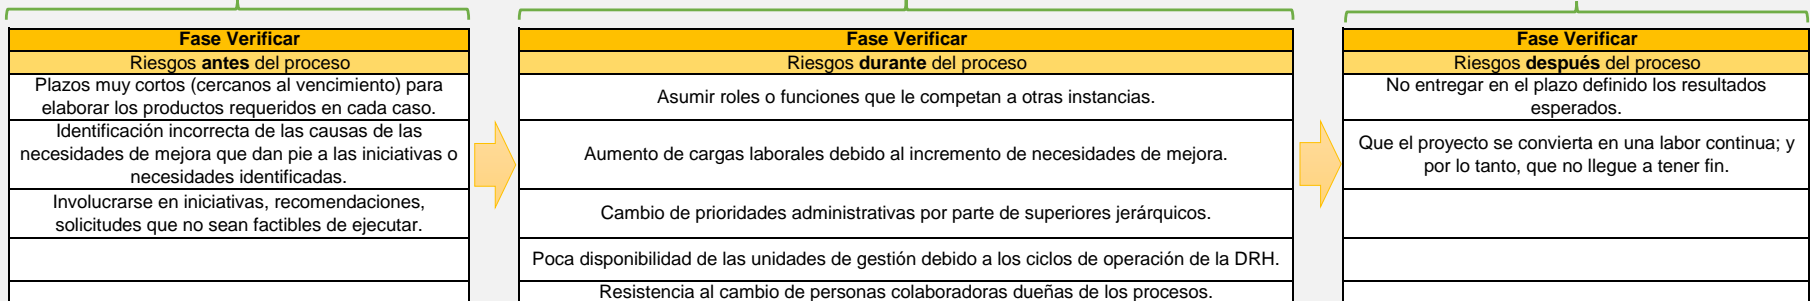 Fase Verificar
Riesgos antes del proceso
Plazos muy cortos (cercanos al vencimiento) para
elaborar los productos requeridos en cada caso.
Identificación incorrecta de las causas de las
necesidades de mejora que dan pie a las iniciativas o
necesidades identificadas.
Involucrarse en iniciativas, recomendaciones,
solicitudes que no sean factibles de ejecutar.
Fase Verificar
Riesgos durante del proceso
Asumir roles o funciones que le competan a otras instancias.
Aumento de cargas laborales debido al incremento de necesidades de mejora.
Cambio de prioridades administrativas por parte de superiores jerárquicos.
Poca disponibilidad de las unidades de gestión debido a los ciclos de operación de la DRH.
Resistencia al cambio de personas colaboradoras dueñas de los procesos.
Fase Verificar
Riesgos después del proceso
No entregar en el plazo definido los resultados
esperados.
Que el proyecto se convierta en una labor continua; y
por lo tanto, que no llegue a tener fin.